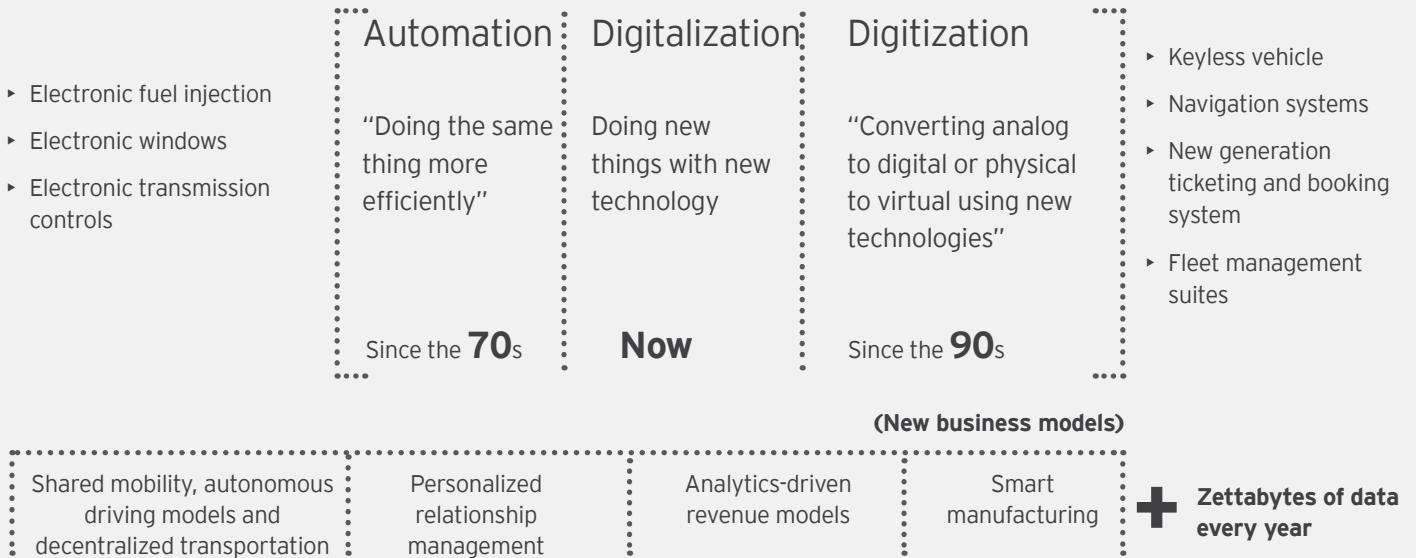 ▸ Electronic fuel injection
▸ Electronic windows
▸ Electronic transmission
controls
Automation
“Doing the same
thing more
efficiently”
Since the 70s
Digitalization
Doing new
things with new
technology
Now
Digitization
“Converting analog
to digital or physical
to virtual using new
technologies”
Since the 90s
▸ Keyless vehicle
▸ Navigation systems
▸ New generation
ticketing and booking
system
▸ Fleet management
suites
(New business models)
Shared mobility, autonomous
driving models and
decentralized transportation
Personalized
relationship
management
Analytics-driven
revenue models
Smart
manufacturing
+ Zettabytes of data
every year